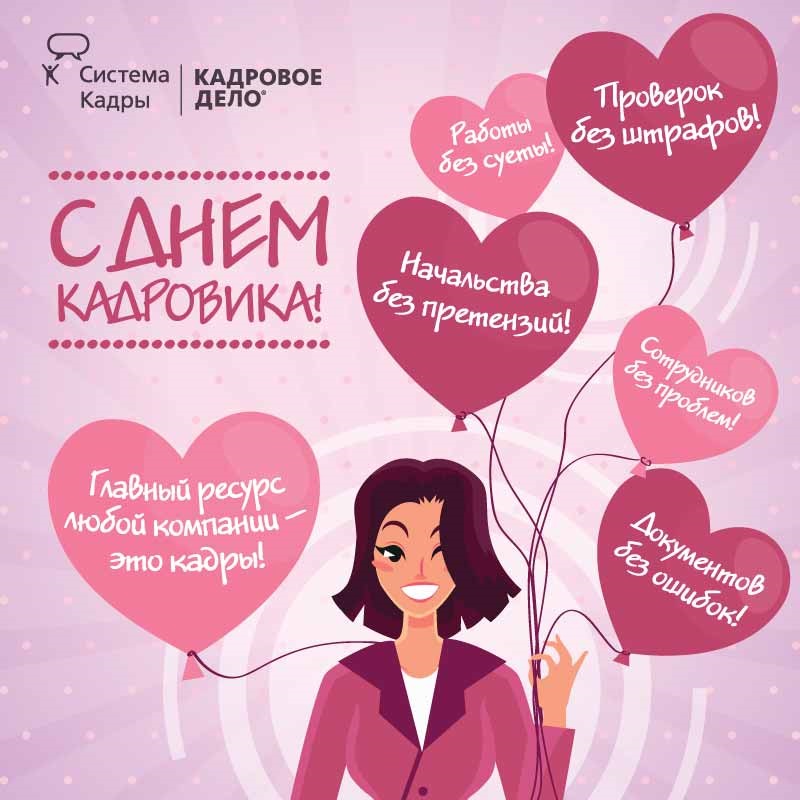 Система
Кадры
КАДРОВОЕ
ДЕЛО®
С ДНЕМ
КАДРОВИКА!
Работы
без суеты!
Проверок
без штрафов!
Начальства
без претензий!
Сотрудников
без проблем!
Главный ресурс
любой компании –
это кадры!
Документов
без ошибок!